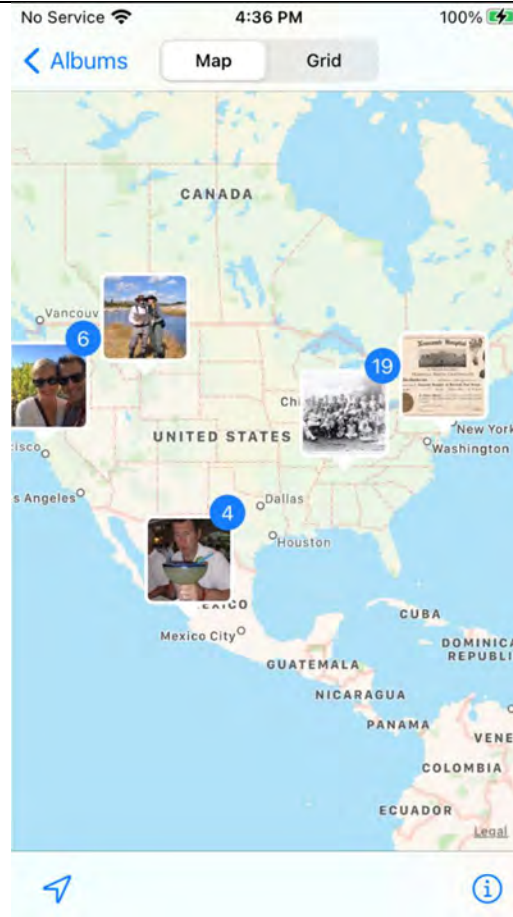 No Service 4:36 PM 100%
Albums Map Grid
CANADA
Vancouv
6
19
Chi
New York
Washington
UNITED STATES
isco
s Angeles
4
Dallas
Houston
Mexico City
CUBA
DOMINICA
REPUBLI
GUATEMALA
NICARAGUA
PANAMA
VENE
COLOMBIA
ECUADOR
Legal